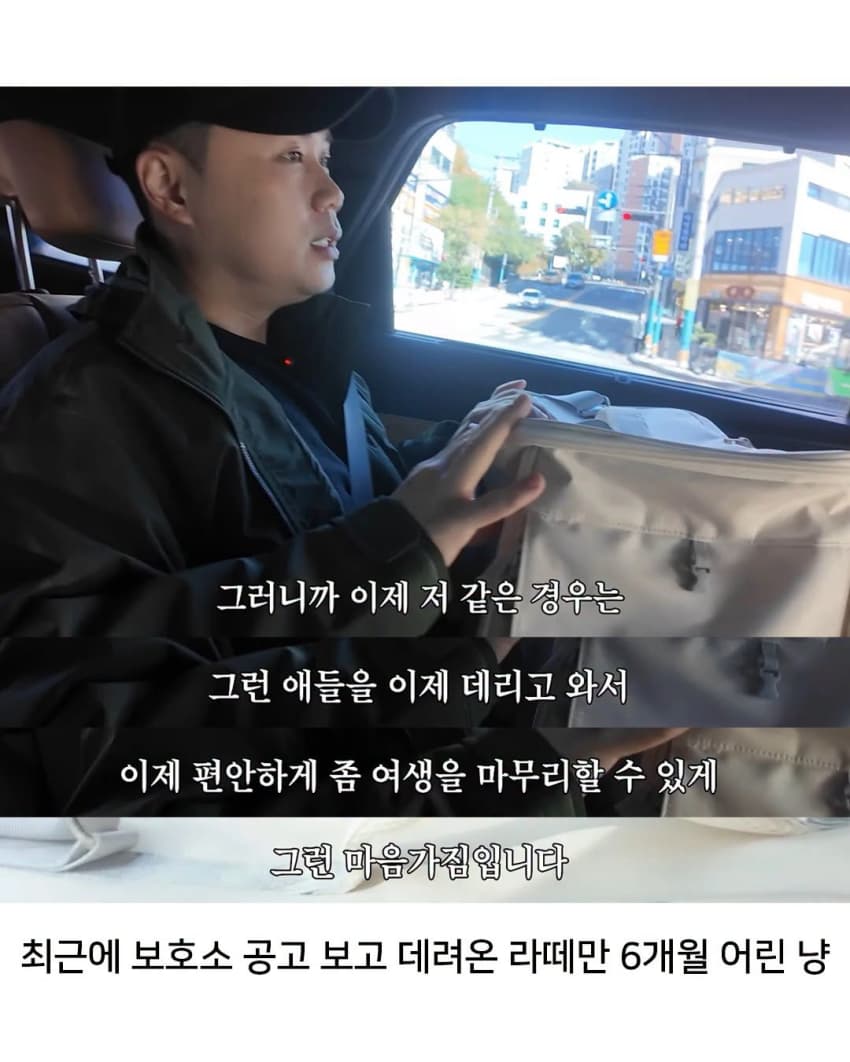 그러니까 이제 저 같은 경우는
그런 애들을 이제 데리고 와서
이제 편안하게 좀 여생을 마무리할 수 있게
그런 마음가짐입니다
최근에 보호소 공고 보고 데려온 라떼만 6개월 어린 냥